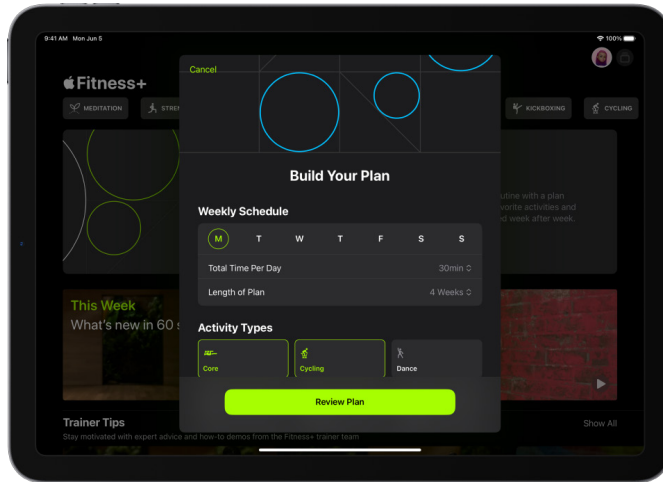 9:41 AM Mon Jun 5
100%
Cancel
Fitness+
MEDITATION
STRE
KICKBOXING
CYCLING
Build Your Plan
utine with a plan
vorite activities and
d week after week.
Weekly Schedule
M T W T F S S
Total Time Per Day 30min
Length of Plan 4 Weeks
This Week
What's new in 60 s
Activity Types
Core
Cycling
Dance
Review Plan
Trainer Tips
Show All
Stay motivated with expert advice and how-to demos from the Fitness+ trainer team